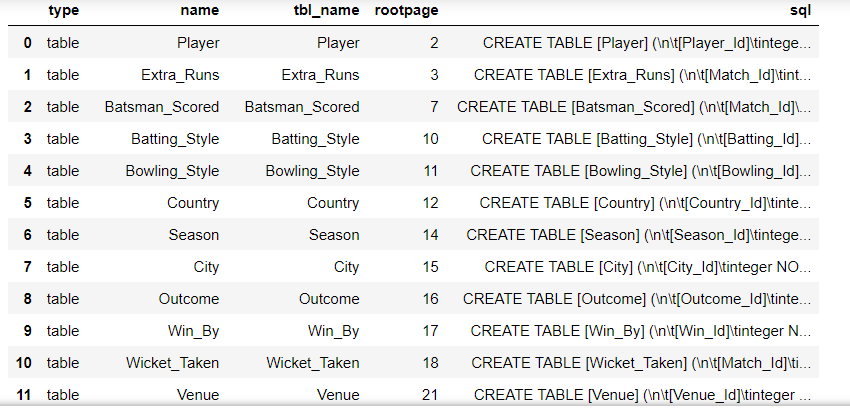 type name tbl_name rootpage sql
0 table Player Player 2 CREATE TABLE [Player] (\n\t[Player_Id]\tintege...
1 table Extra_Runs Extra_Runs 3 CREATE TABLE [Extra_Runs] (\n\t[Match_Id]\tint...
2 table Batsman_Scored Batsman_Scored 7 CREATE TABLE [Batsman_Scored] (\n\t[Match_Id]\...
3 table Batting_Style Batting_Style 10 CREATE TABLE [Batting_Style] (\n\t[Batting_Id]...
4 table Bowling_Style Bowling_Style 11 CREATE TABLE [Bowling_Style] (\n\t[Bowling_Id]...
5 table Country Country 12 CREATE TABLE [Country] (\n\t[Country_Id]\tinte...
6 table Season Season 14 CREATE TABLE [Season] (\n\t[Season_Id]\tintege...
7 table City City 15 CREATE TABLE [City] (\n\t[City_Id]\tinteger NO...
8 table Outcome Outcome 16 CREATE TABLE [Outcome] (\n\t[Outcome_Id]\tinte...
9 table Win_By Win_By 17 CREATE TABLE [Win_By] (\n\t[Win_Id]\tinteger N...
10 table Wicket_Taken Wicket_Taken 18 CREATE TABLE [Wicket_Taken] (\n\t[Match_Id]\ti...
11 table Venue Venue 21 CREATE TABLE [Venue] (\n\t[Venue_Id]\tinteger ...